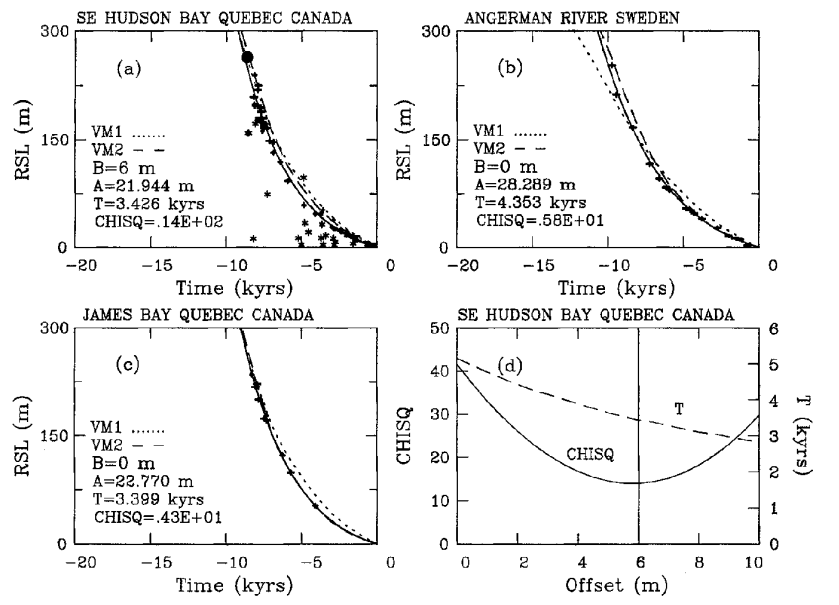 SE HUDSON BAY QUEBEC CANADA
300
150
0
RSL (m)
(a)
VM1 ........
VM2 — —
B=6 m
A=21.944 m
T=3.426 kyrs
CHISQ=.14E+02
−20 −15 −10 −5 0
Time (kyrs)
ANGERMAN RIVER SWEDEN
300
150
0
RSL (m)
(b)
VM1 ........
VM2 — —
B=0 m
A=28.289 m
T=4.353 kyrs
CHISQ=.58E+01
−20 −15 −10 −5 0
Time (kyrs)
JAMES BAY QUEBEC CANADA
300
150
0
RSL (m)
(c)
VM1 ........
VM2 — —
B=0 m
A=22.770 m
T=3.399 kyrs
CHISQ=.43E+01
−20 −15 −10 −5 0
Time (kyrs)
SE HUDSON BAY QUEBEC CANADA
50
40
30
20
10
0
CHISQ
(d)
T
CHISQ
6
5
4
3
2
1
0
T (kyrs)
0 2 4 6 8 10
Offset (m)